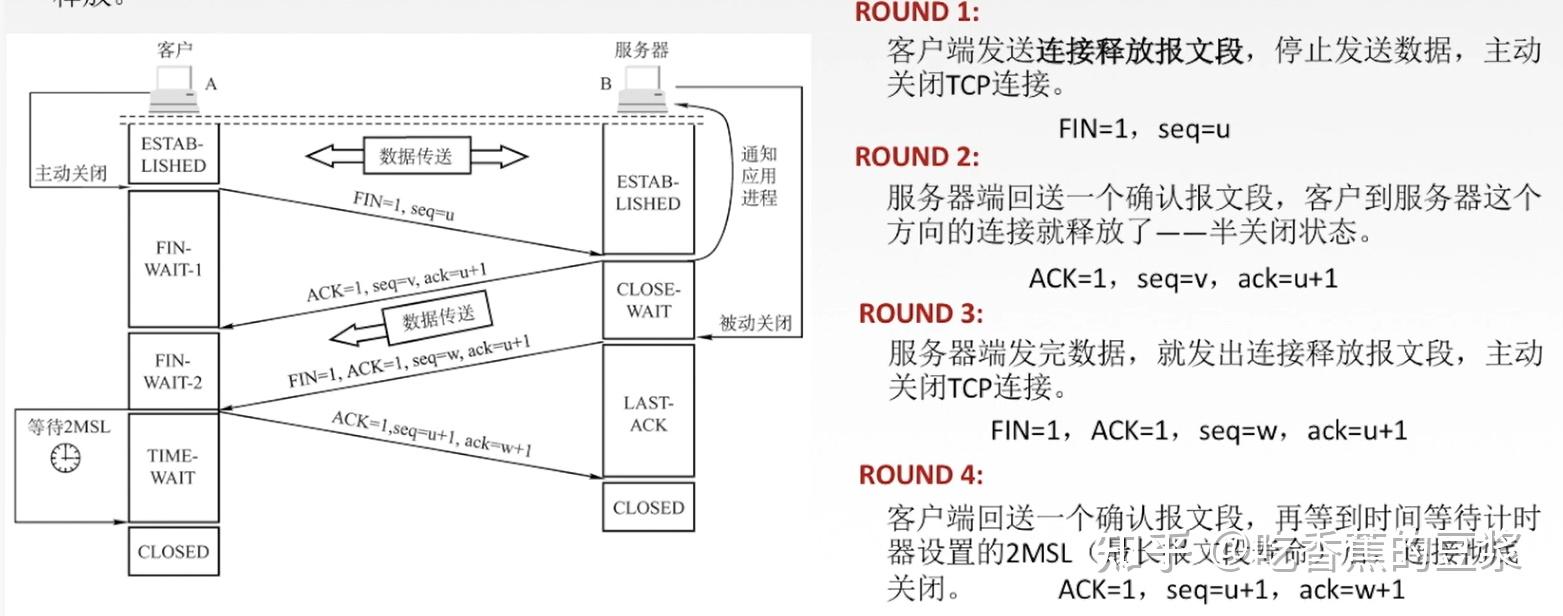 释放。
客户
服务器
A
B
ESTAB-
LISHED
数据传送
ESTAB-
LISHED
通知
应用
进程
主动关闭
FIN=1, seq=u
FIN-
WAIT-1
ACK=1, seq=v, ack=u+1
CLOSE-
WAIT
数据传送
被动关闭
FIN-
WAIT-2
FIN=1, ACK=1, seq=w, ack=u+1
LAST-
ACK
等待2MSL
ACK=1,seq=u+1, ack=w+1
TIME-
WAIT
CLOSED
CLOSED
ROUND 1:
客户端发送连接释放报文段，停止发送数据，主动
关闭TCP连接。
FIN=1，seq=u
ROUND 2:
服务器端回送一个确认报文段，客户到服务器这个
方向的连接就释放了——半关闭状态。
ACK=1，seq=v，ack=u+1
ROUND 3:
服务器端发完数据，就发出连接释放报文段，主动
关闭TCP连接。
FIN=1，ACK=1，seq=w，ack=u+1
ROUND 4:
客户端回送一个确认报文段，再等到时间等待计时
器设置的2MSL（最长报文段寿命）后，连接彻底
关闭。
ACK=1，seq=u+1，ack=w+1
知乎 @吃香蕉的豆浆